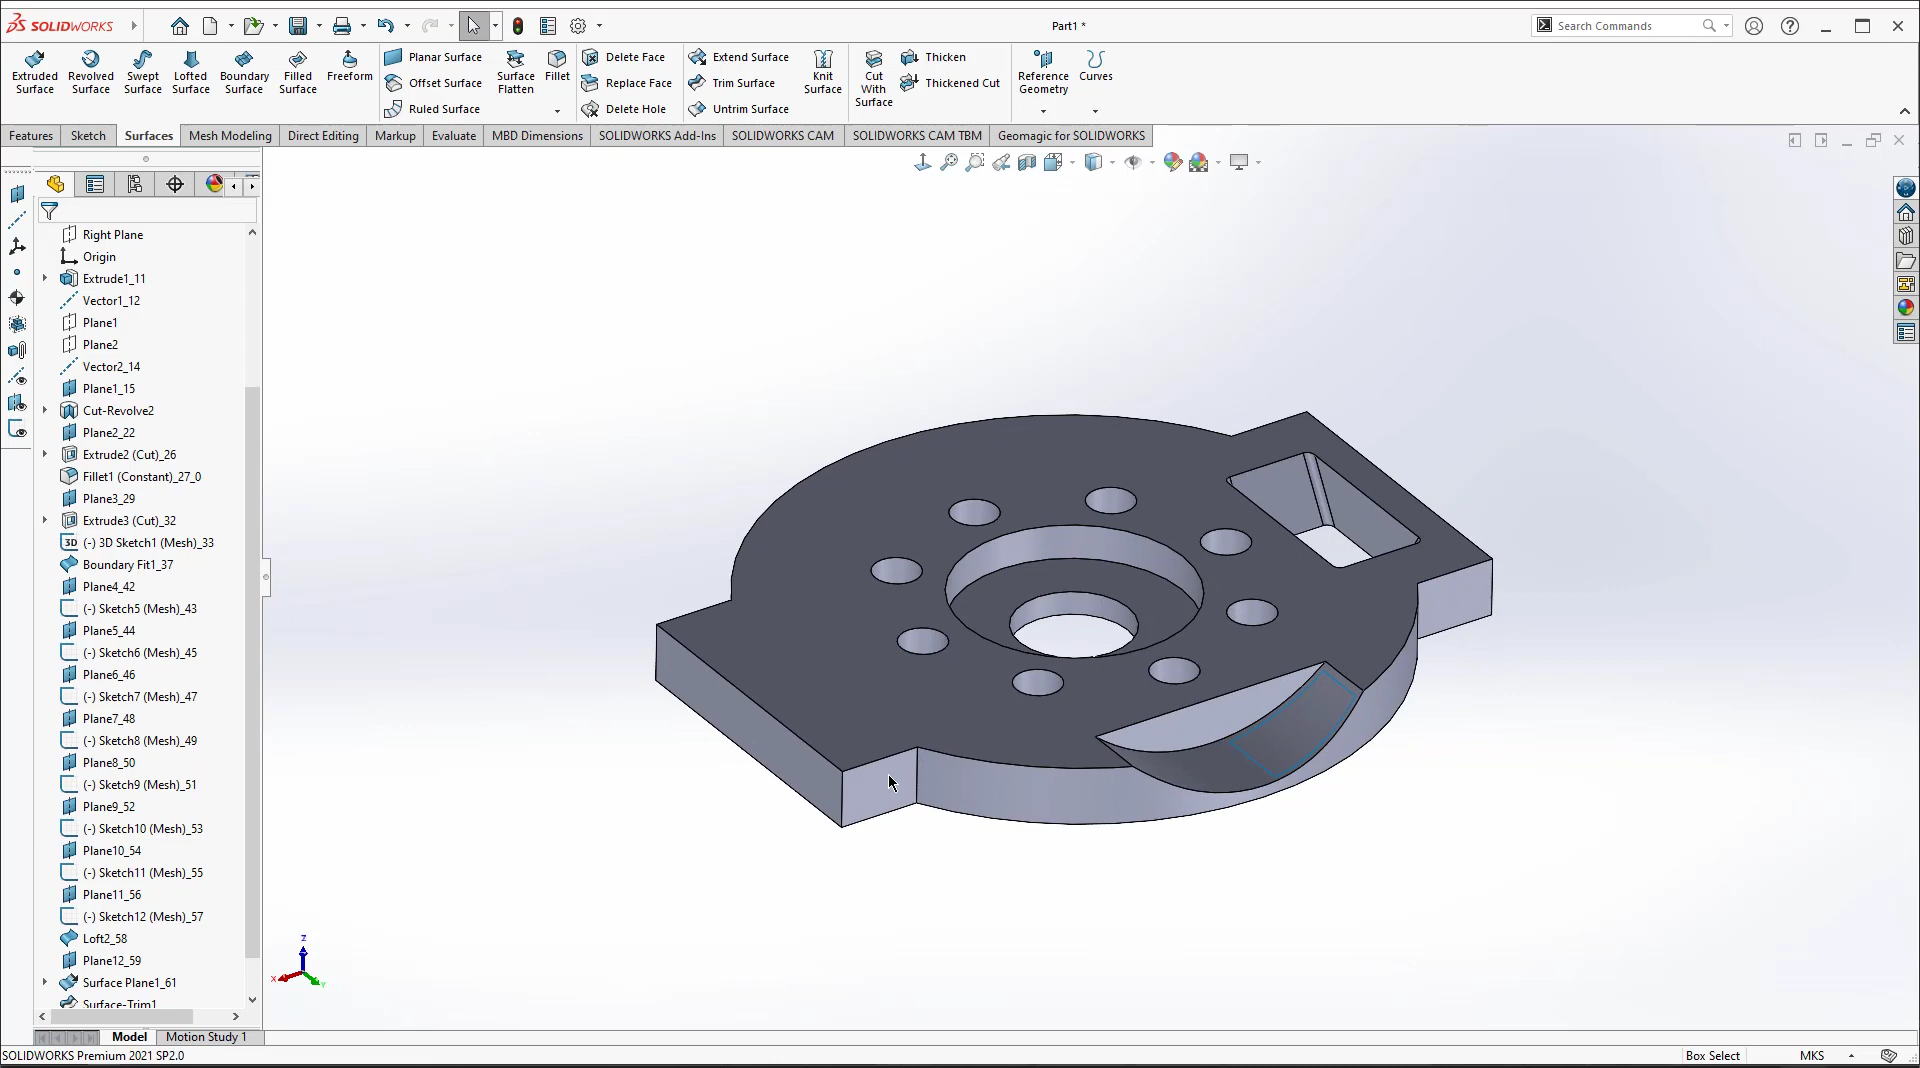 SOLIDWORKS
Part1 *
Search Commands
Extruded Surface
Revolved Surface
Swept Surface
Lofted Surface
Boundary Surface
Filled Surface
Freeform
Planar Surface
Offset Surface
Ruled Surface
Surface Flatten
Fillet
Delete Face
Replace Face
Delete Hole
Extend Surface
Trim Surface
Untrim Surface
Knit Surface
Cut With Surface
Thicken
Thickened Cut
Reference Geometry
Curves
Features
Sketch
Surfaces
Mesh Modeling
Direct Editing
Markup
Evaluate
MBD Dimensions
SOLIDWORKS Add-Ins
SOLIDWORKS CAM
SOLIDWORKS CAM TBM
Geomagic for SOLIDWORKS
Right Plane
Origin
Extrude1_11
Vector1_12
Plane1
Plane2
Vector2_14
Plane1_15
Cut-Revolve2
Plane2_22
Extrude2 (Cut)_26
Fillet1 (Constant)_27_0
Plane3_29
Extrude3 (Cut)_32
3D (-) 3D Sketch1 (Mesh)_33
Boundary Fit1_37
Plane4_42
(-) Sketch5 (Mesh)_43
Plane5_44
(-) Sketch6 (Mesh)_45
Plane6_46
(-) Sketch7 (Mesh)_47
Plane7_48
(-) Sketch8 (Mesh)_49
Plane8_50
(-) Sketch9 (Mesh)_51
Plane9_52
(-) Sketch10 (Mesh)_53
Plane10_54
(-) Sketch11 (Mesh)_55
Plane11_56
(-) Sketch12 (Mesh)_57
Loft2_58
Plane12_59
Surface Plane1_61
Surface-Trim1
Z
X
Y
Model
Motion Study 1
SOLIDWORKS Premium 2021 SP2.0
Box Select
MKS